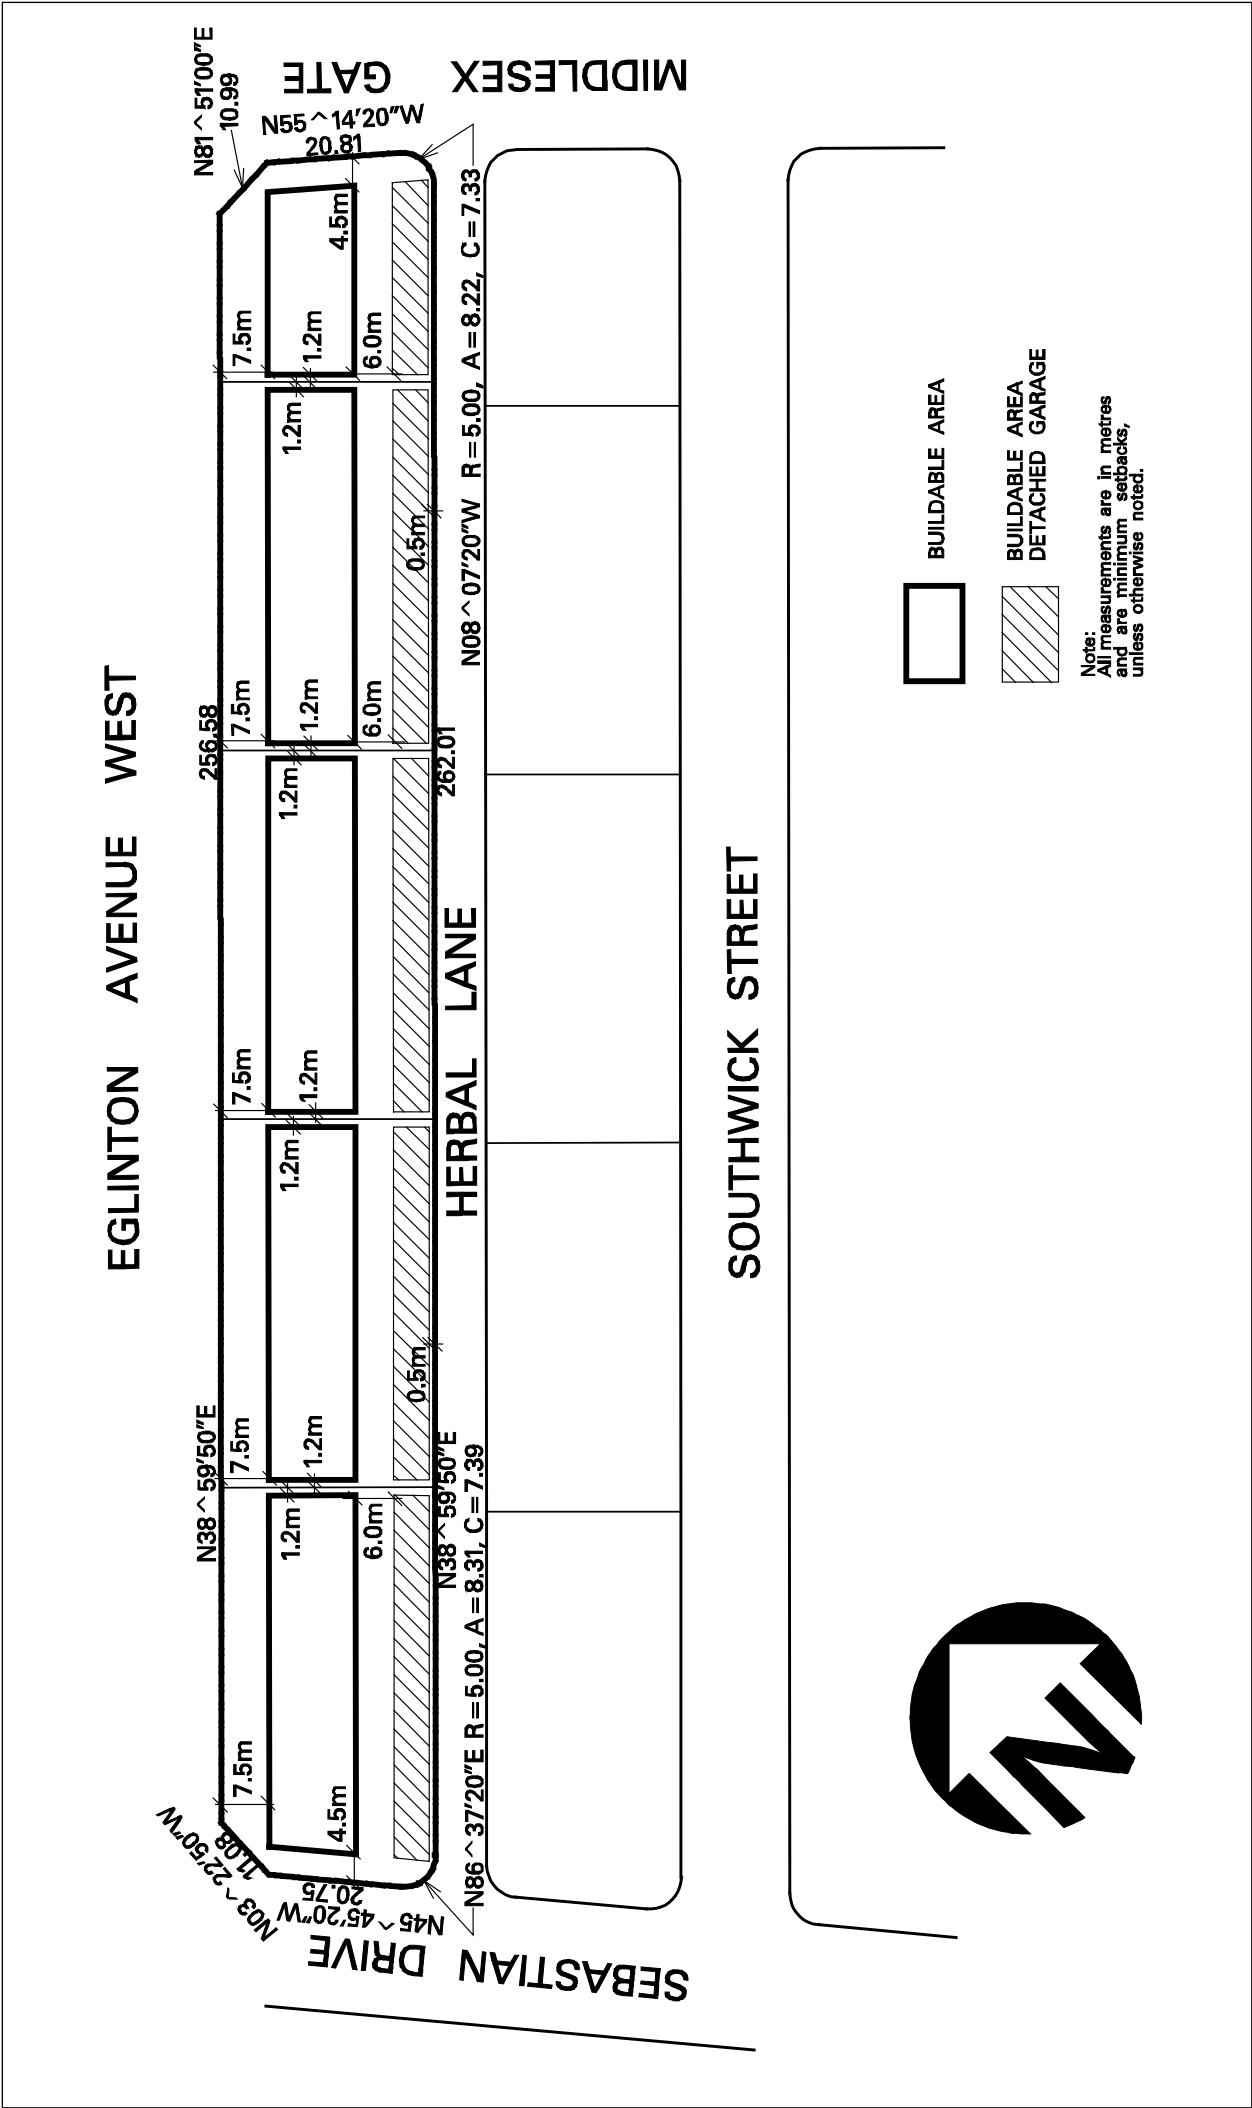 EGLINTON AVENUE WEST
N38^59'50"E
256.58
N81^51'00"E
10.99
N03^22'50"W
11.08
7.5m
7.5m
7.5m
7.5m
7.5m
4.5m
1.2m
1.2m
1.2m
1.2m
1.2m
1.2m
1.2m
1.2m
4.5m
6.0m
6.0m
6.0m
0.5m
0.5m
N45^45'20"W
20.75
N55^14'20"W
20.81
N38^59'50"E
262.01
HERBAL LANE
N86^37'20"E R=5.00, A=8.31, C=7.39
N08^07'20"W R=5.00, A=8.22, C=7.33
SEBASTIAN DRIVE
MIDDLESEX GATE
SOUTHWICK STREET
N
BUILDABLE AREA
BUILDABLE AREA
DETACHED GARAGE
Note:
All measurements are in metres
and are minimum setbacks,
unless otherwise noted.